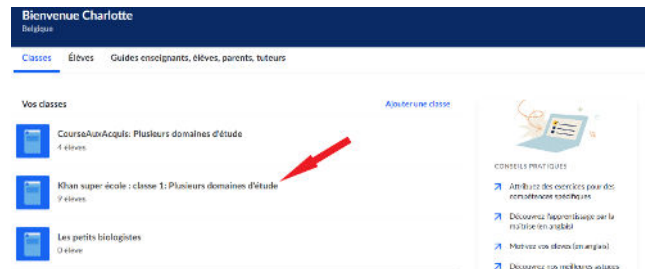 Bienvenue Charlotte
Belgique
Classes Élèves Guides enseignants, élèves, parents, tuteurs
Vos classes
Ajouter une classe
CourseAuxAcquis: Plusieurs domaines d'étude
4 élèves
Khan super école : classe 1: Plusieurs domaines d'étude
9 élèves
Les petits biologistes
0 élève
CONSEILS PRATIQUES
Attribuez des exercices pour des
compétences spécifiques
Découvrez l'apprentissage par la
maîtrise (en anglais)
Motivez vos élèves (en anglais)
Découvrez nos meilleures astuces